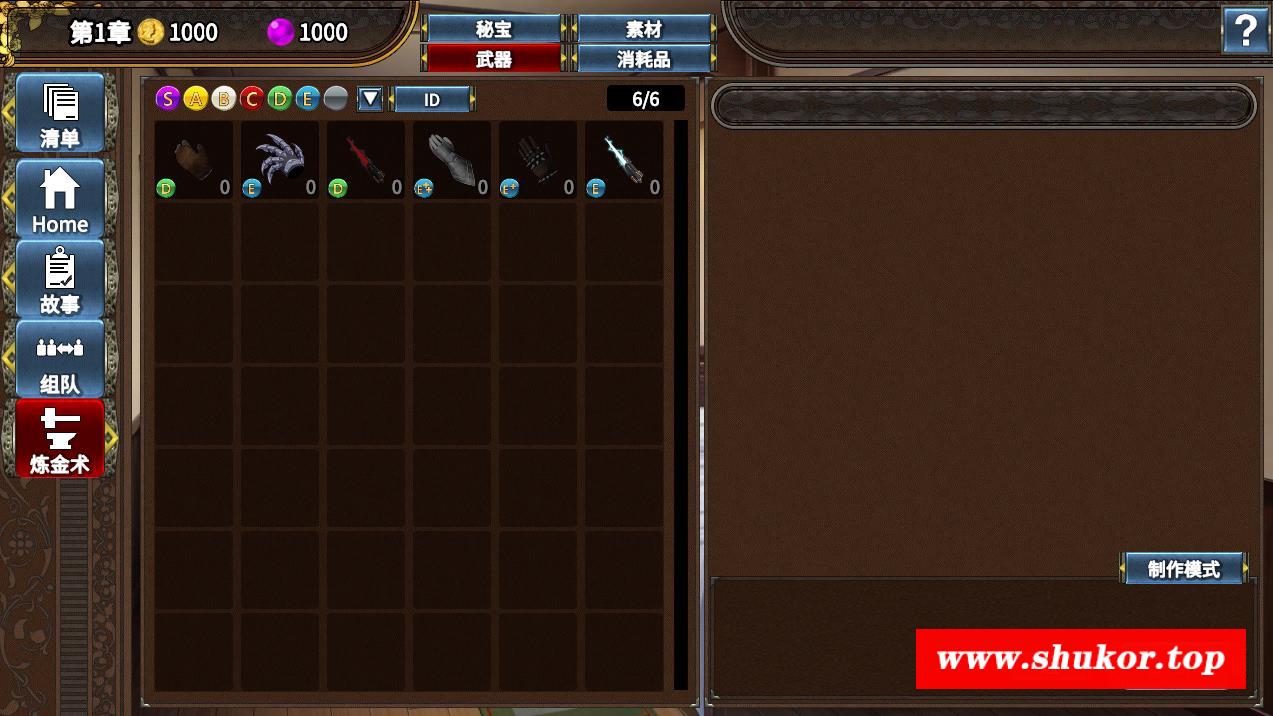 第1章 1000 1000
秘宝 素材
武器 消耗品
?
清单
Home
故事
组队
炼金术
S A B C D E ID 6/6
D 0 E 0 D 0 E+ 0 E+ 0 E 0
制作模式
www.shukor.top